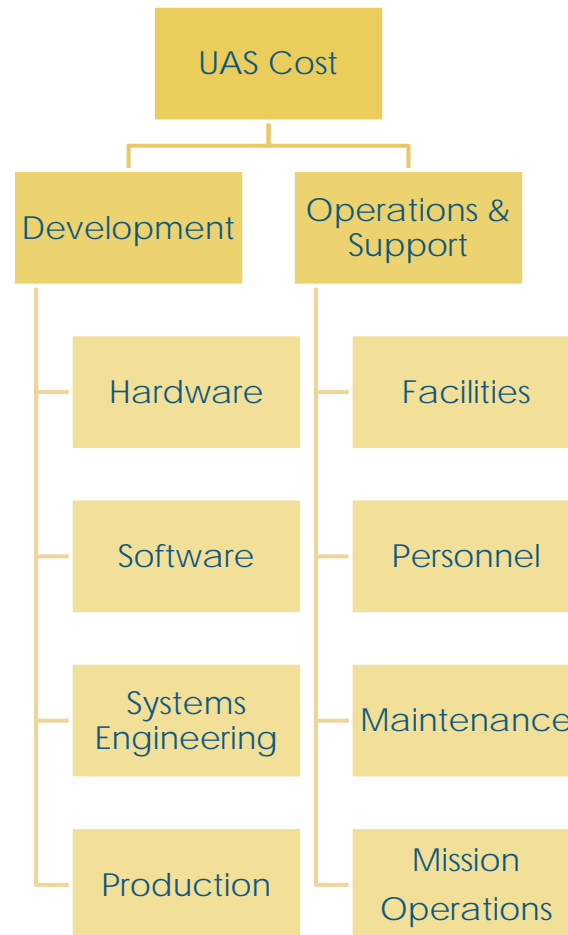 UAS Cost
Development
Operations &
Support
Hardware
Facilities
Software
Personnel
Systems
Engineering
Maintenance
Production
Mission
Operations